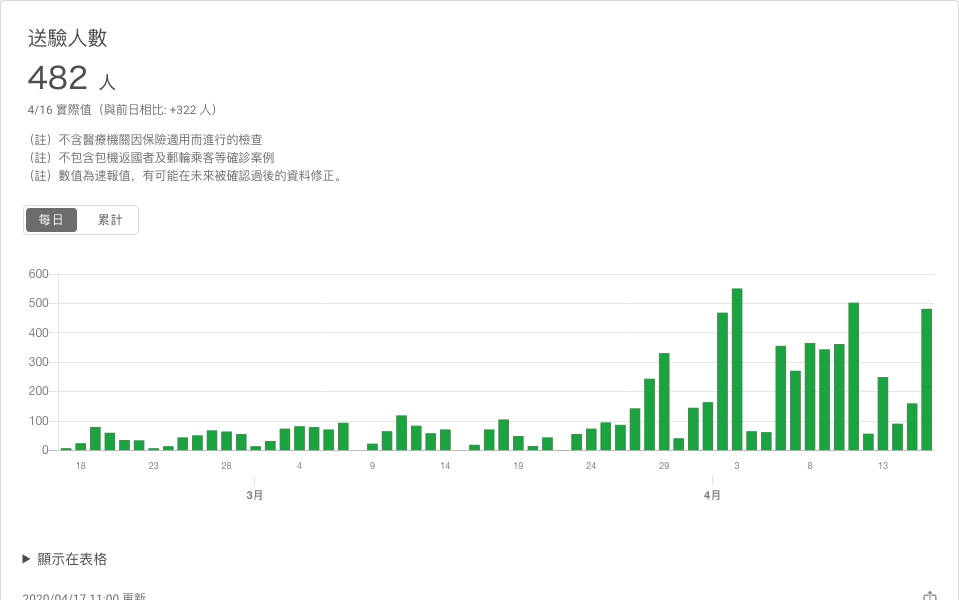 送驗人數
482 人
4/16 實際值（與前日相比: +322 人）
（註）不含醫療機關因保險適用而進行的檢查
（註）不包含包機返國者及郵輪乘客等確診案例
（註）數值為速報值，有可能在未來被確認過後的資料修正。
每日 累計
600
500
400
300
200
100
0
18 23 28 4 9 14 19 24 29 3 8 13
3月 4月
▶ 顯示在表格
2020/04/17 11:00 更新